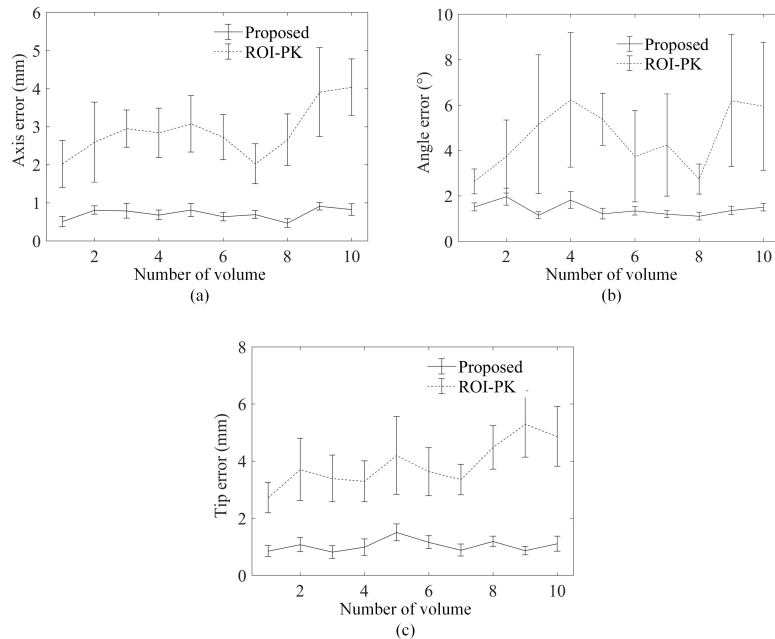 6
5
4
3
2
1
0
Axis error (mm)
Proposed
ROI-PK
2 4 6 8 10
Number of volume
(a)
10
8
6
4
2
0
Angle error (°)
Proposed
ROI-PK
2 4 6 8 10
Number of volume
(b)
8
6
4
2
0
Tip error (mm)
Proposed
ROI-PK
2 4 6 8 10
Number of volume
(c)